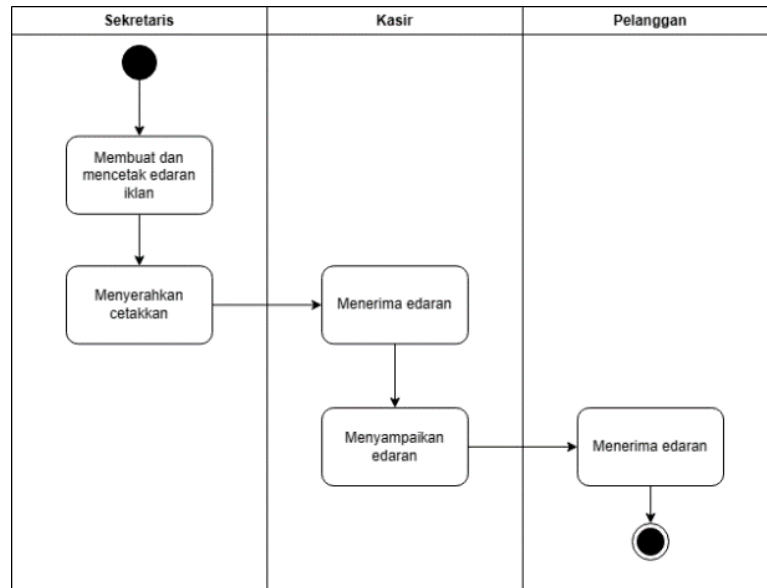 Sekretaris
Kasir
Pelanggan
Membuat dan
mencetak edaran
iklan
Menyerahkan
cetakkan
Menerima edaran
Menyampaikan
edaran
Menerima edaran